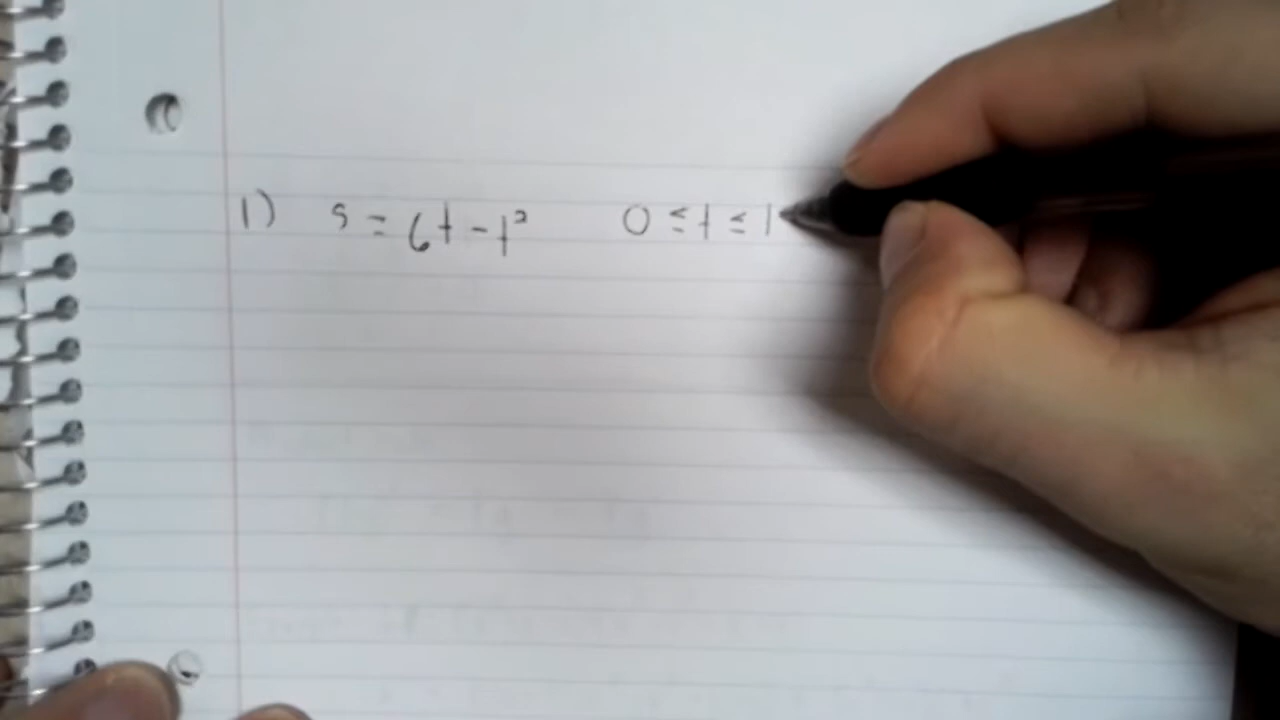 1) s = 6t - t² 0 ≤ t ≤ 1